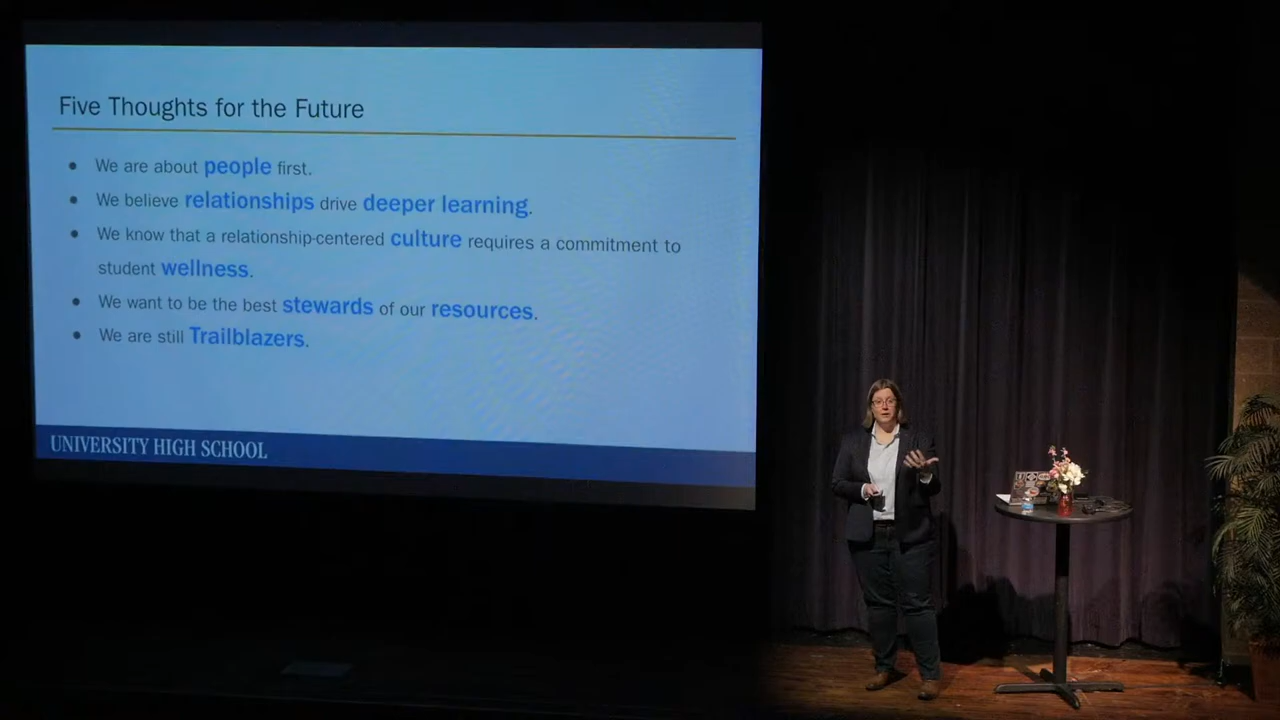 Five Thoughts for the Future
● We are about people first.
● We believe relationships drive deeper learning.
● We know that a relationship-centered culture requires a commitment to
student wellness.
● We want to be the best stewards of our resources.
● We are still Trailblazers.
UNIVERSITY HIGH SCHOOL